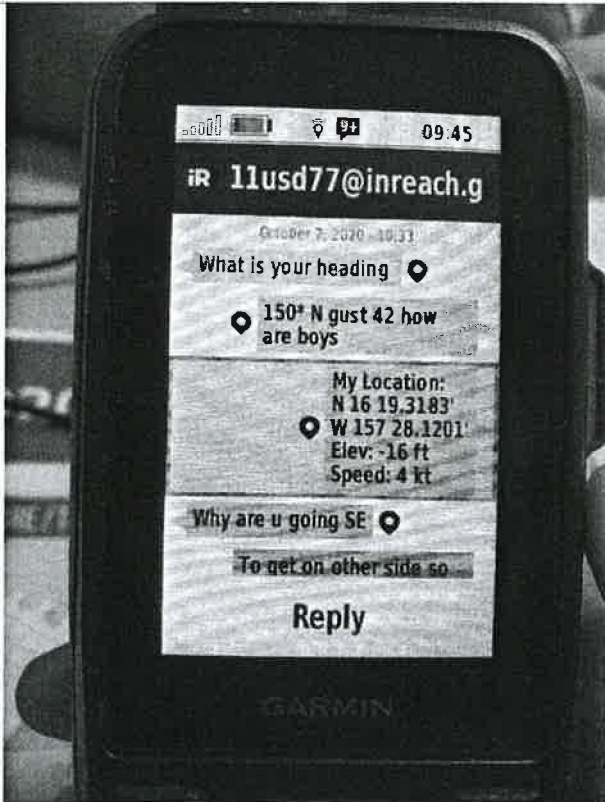 9+ 09:45
iR 11usd77@inreach.g
October 7, 2020 - 10:33
What is your heading
150° N gust 42 how
are boys
My Location:
N 16 19.3183'
W 157 28.1201'
Elev: -16 ft
Speed: 4 kt
Why are u going SE
To get on other side so
Reply
GARMIN